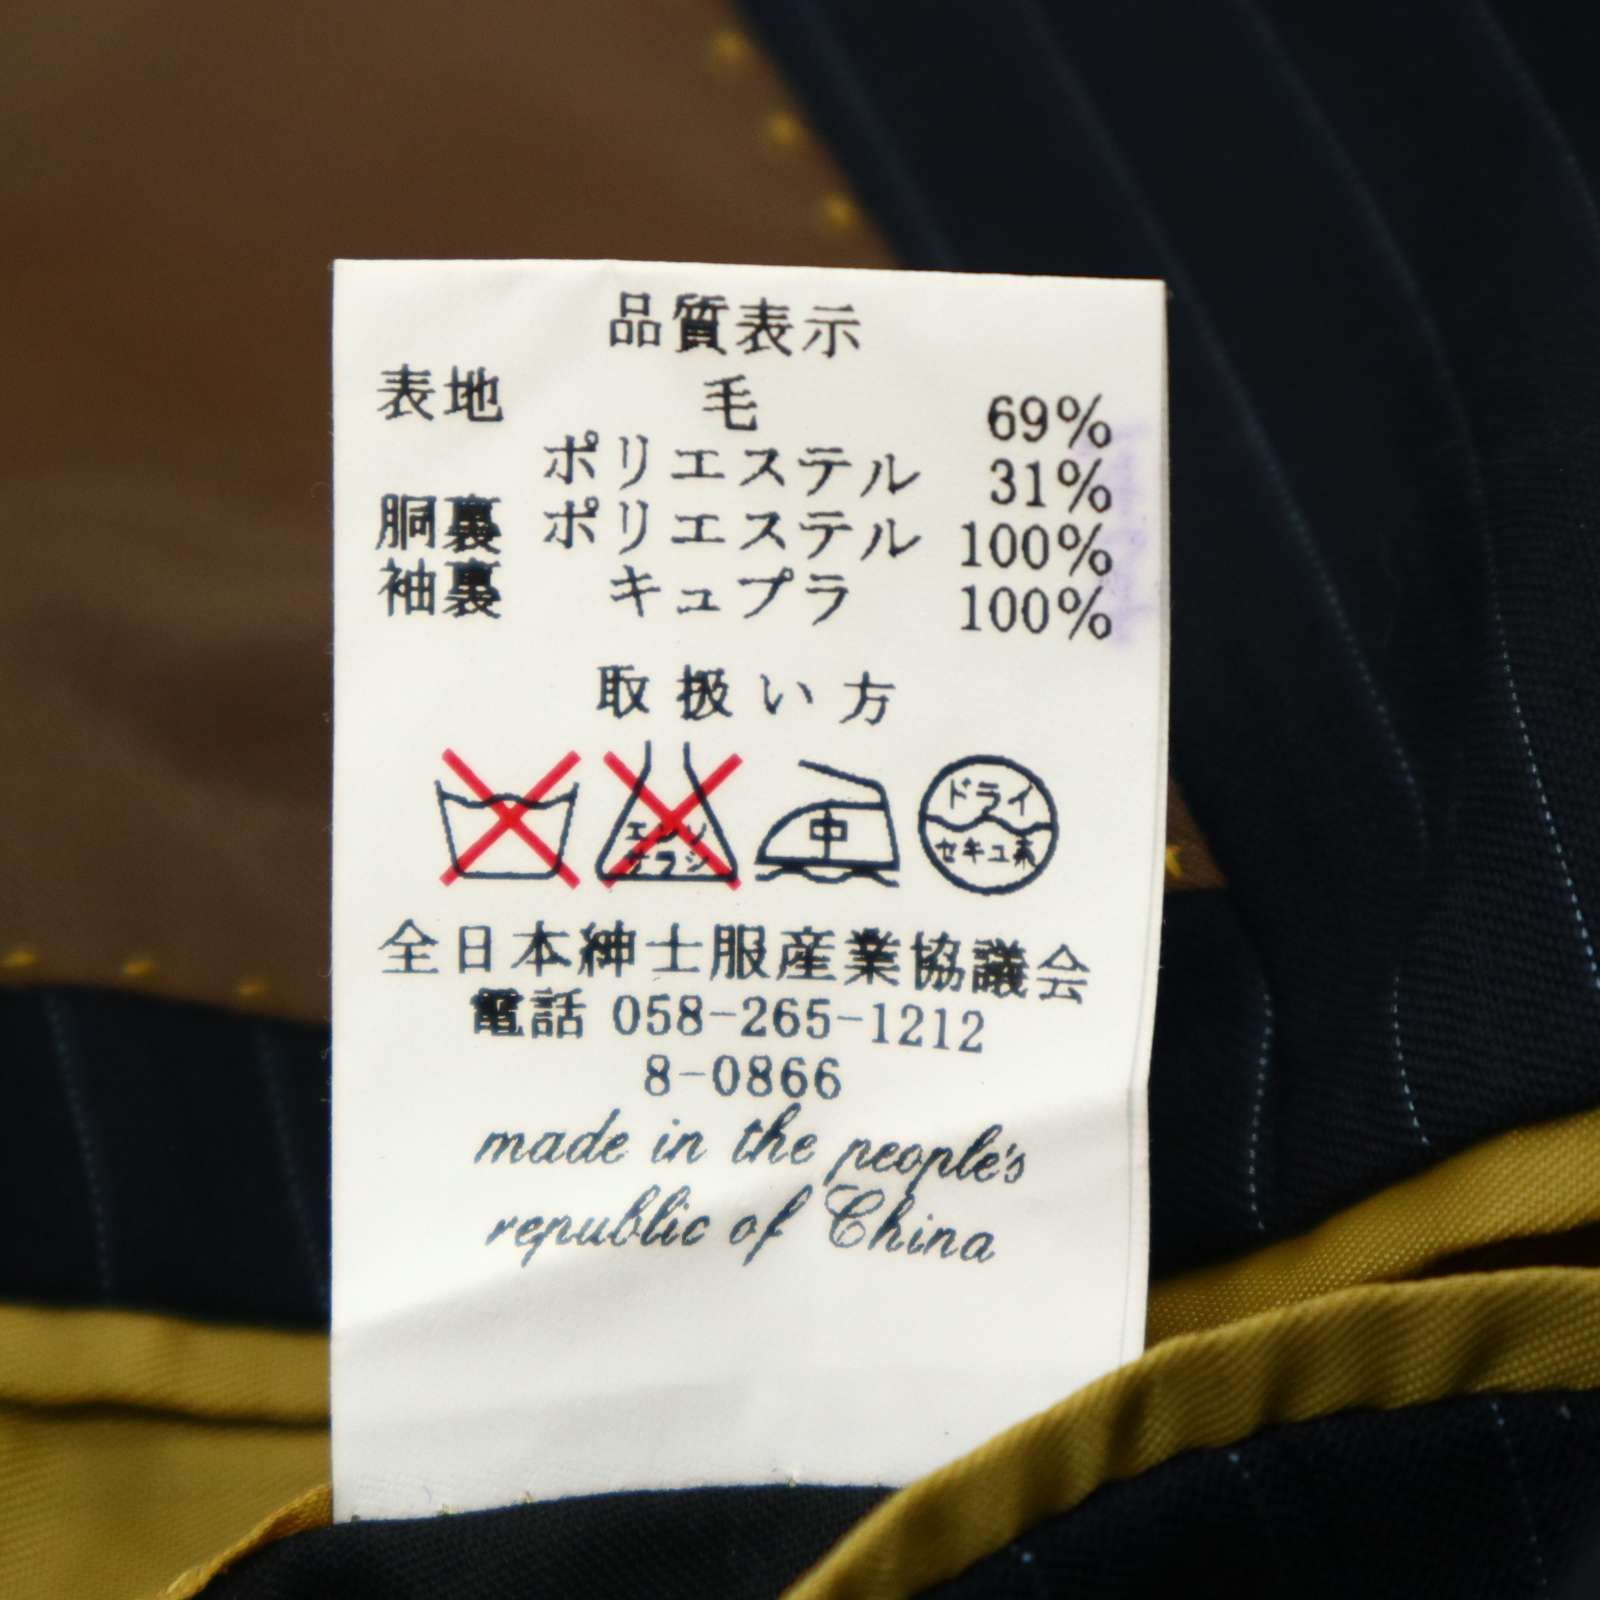 品質表示
表地 毛 69%
ポリエステル 31%
胴裏 ポリエステル 100%
袖裏 キュプラ 100%
取扱い方
エンソ サラシ 中 ドライ セキユ系
全日本紳士服産業協議会
電話 058-265-1212
8-0866
made in the people's
republic of China